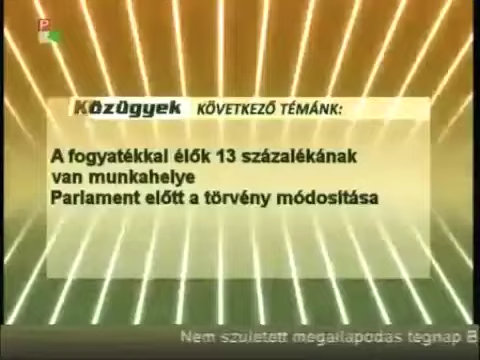 P
Közügyek KÖVETKEZŐ TÉMÁNK:
A fogyatékkal élők 13 százalékának
van munkahelye
Parlament előtt a törvény módosítása
Nem született megállapodás tegnap B